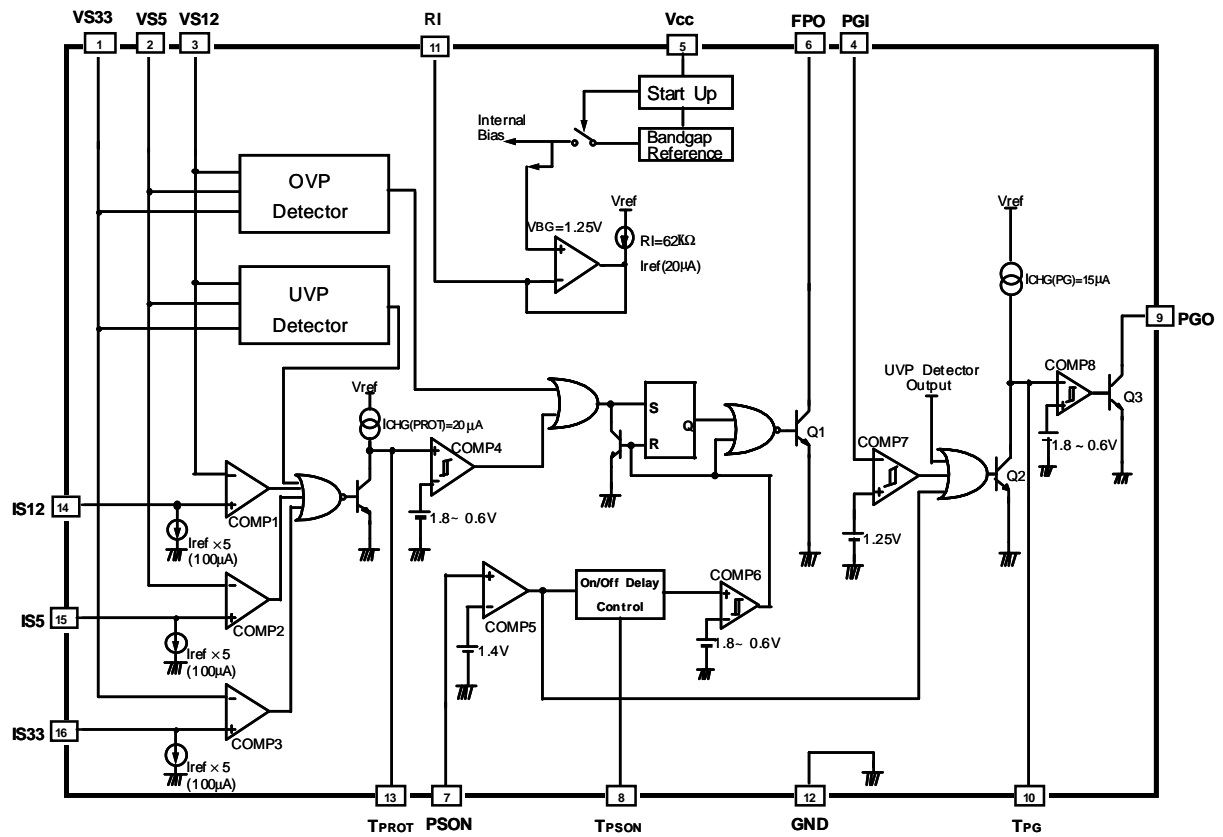 VS33 VS5 VS12 RI Vcc FPO PGI
1 2 3 11 5 6 4
Start Up
Internal
Bias
Bandgap
Reference
OVP
Detector
Vref
VBG=1.25V
RI=62KΩ
Iref(20μA)
UVP
Detector
Vref
ICHG(PG)=15μA
9 PGO
Vref
ICHG(PROT)=20μA
COMP4
1.8~ 0.6V
S
R
Q
Q1
UVP Detector
Output
COMP7
1.25V
Q2
COMP8
1.8~ 0.6V
Q3
IS12 14
COMP1
Iref ×5
(100μA)
IS5 15
COMP2
Iref ×5
(100μA)
IS33 16
COMP3
Iref ×5
(100μA)
COMP5
1.4V
On/Off Delay
Control
COMP6
1.8~ 0.6V
13 7 8 12 10
TPROT PSON TPSON GND TPG
+ − + − + − + − + − + − + − + − − +